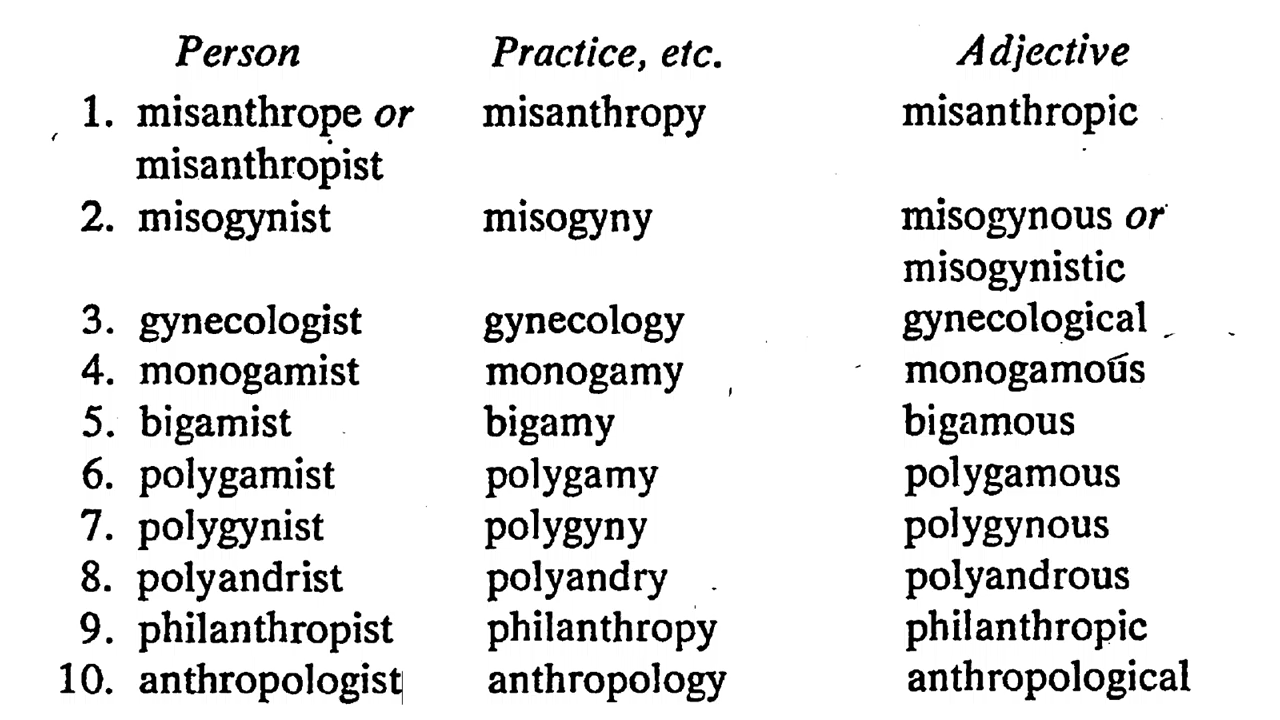 Person Practice, etc. Adjective
1. misanthrope or misanthropy misanthropic
misanthropist
2. misogynist misogyny misogynous or
misogynistic
3. gynecologist gynecology gynecological
4. monogamist monogamy monogamous
5. bigamist bigamy bigamous
6. polygamist polygamy polygamous
7. polygynist polygyny polygynous
8. polyandrist polyandry polyandrous
9. philanthropist philanthropy philanthropic
10. anthropologist anthropology anthropological